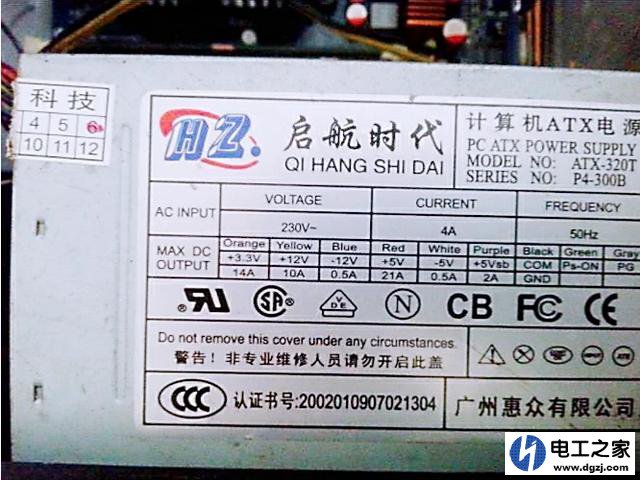 科技
4 5 6
10 11 12
HZ.
启航时代
QI HANG SHI DAI
计算机ATX电源
PC ATX POWER SUPPLY
MODEL NO: ATX-320T
SERIES NO: P4-300B
AC INPUT VOLTAGE CURRENT FREQUENCY
230V~ 4A 50Hz
MAX DC OUTPUT
Orange Yellow Blue Red White Purple Black Green Gray
+3.3V +12V -12V +5V -5V +5Vsb COM Ps-ON PG
14A 10A 0.5A 21A 0.5A 2A GND
RU SA VDE N CB FC CE
Do not remove this cover under any circumstances.
警告!非专业维修人员请勿开启此盖
CCC 认证书号:2002010907021304
广州惠众有限公司
电工之家
www.dgzj.com